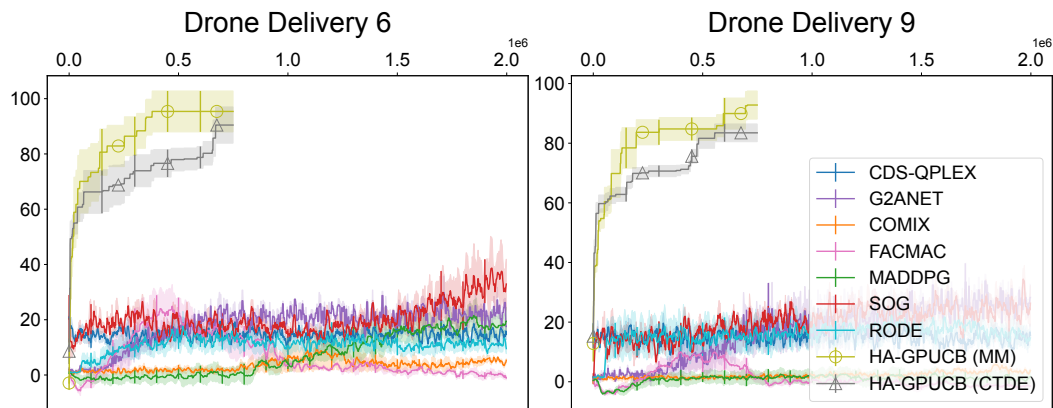 Drone Delivery 6
0.0 0.5 1.0 1.5 2.0
1e6
100
80
60
40
20
0
Drone Delivery 9
0.0 0.5 1.0 1.5 2.0
1e6
100
80
60
40
20
0
CDS-QPLEX
G2ANET
COMIX
FACMAC
MADDPG
SOG
RODE
HA-GPUCB (MM)
HA-GPUCB (CTDE)